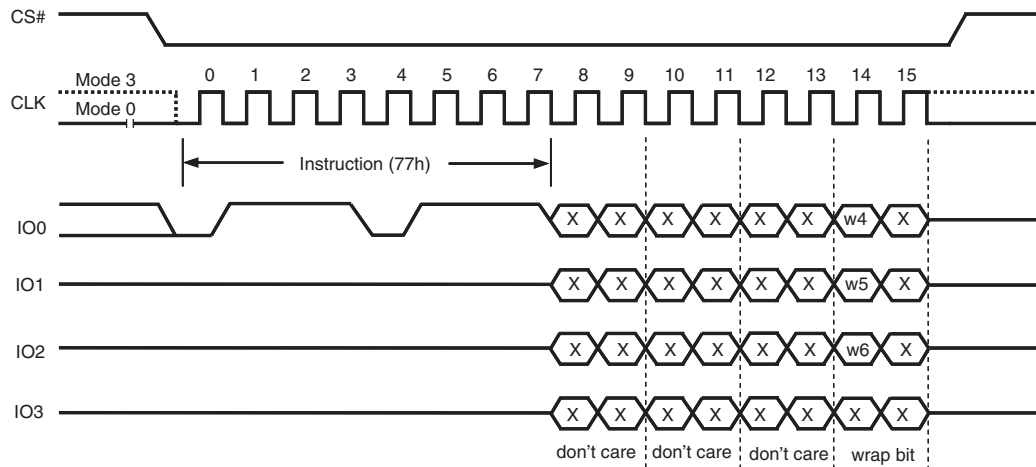 CS#
Mode 3
0 1 2 3 4 5 6 7 8 9 10 11 12 13 14 15
CLK
Mode 0
Instruction (77h)
IO0 X X X X X X w4 X
IO1 X X X X X X w5 X
IO2 X X X X X X w6 X
IO3 X X X X X X X X
don't care don't care don't care wrap bit